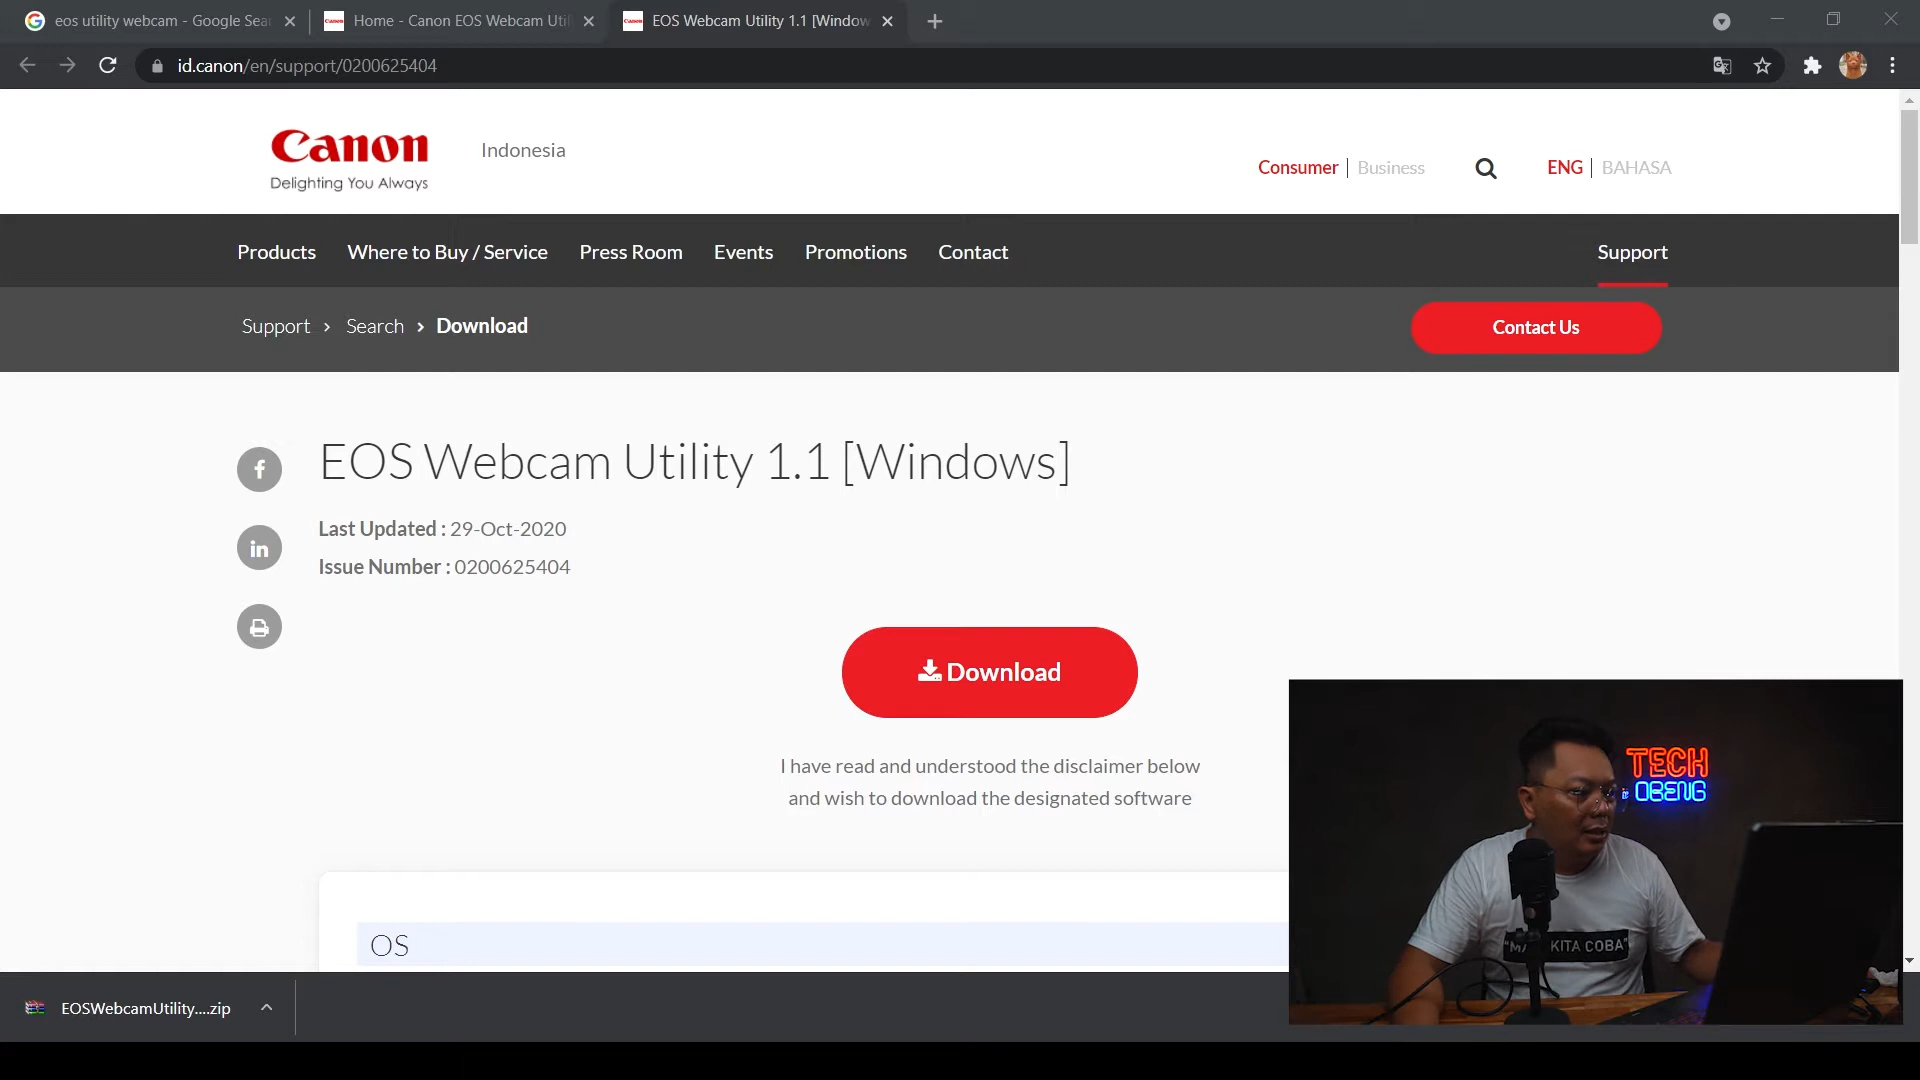 eos utility webcam - Google Sea
Home - Canon EOS Webcam Util
EOS Webcam Utility 1.1 [Window
id.canon/en/support/0200625404
Canon
Delighting You Always
Indonesia
Consumer | Business
ENG | BAHASA
Products
Where to Buy / Service
Press Room
Events
Promotions
Contact
Support
Support › Search › Download
Contact Us
EOS Webcam Utility 1.1 [Windows]
Last Updated : 29-Oct-2020
Issue Number : 0200625404
Download
I have read and understood the disclaimer below
and wish to download the designated software
OS
TECH
OBENG
KITA COBA"
EOSWebcamUtility....zip